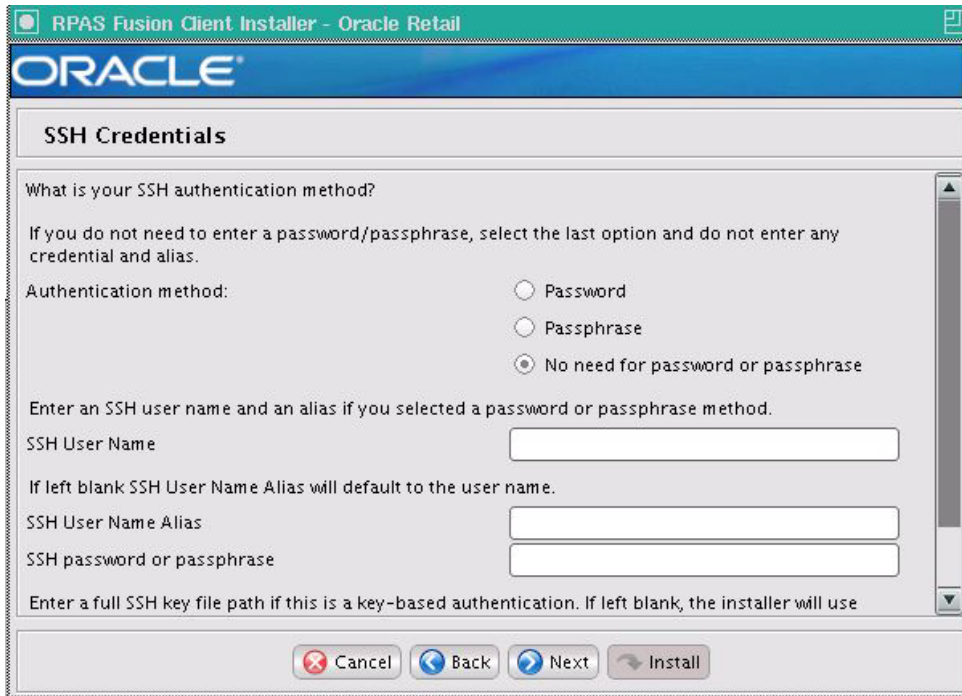 RPAS Fusion Client Installer - Oracle Retail
ORACLE®
SSH Credentials
What is your SSH authentication method?
If you do not need to enter a password/passphrase, select the last option and do not enter any
credential and alias.
Authentication method:
Password
Passphrase
No need for password or passphrase
Enter an SSH user name and an alias if you selected a password or passphrase method.
SSH User Name
If left blank SSH User Name Alias will default to the user name.
SSH User Name Alias
SSH password or passphrase
Enter a full SSH key file path if this is a key-based authentication. If left blank, the installer will use
Cancel Back Next Install